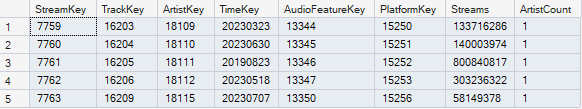 StreamKey TrackKey ArtistKey TimeKey AudioFeatureKey PlatformKey Streams ArtistCount
1 7759 16203 18109 20230323 13344 15250 133716286 1
2 7760 16204 18110 20230630 13345 15251 140003974 1
3 7761 16205 18111 20190823 13346 15252 800840817 1
4 7762 16206 18112 20230518 13347 15253 303236322 1
5 7763 16209 18115 20230707 13350 15256 58149378 1